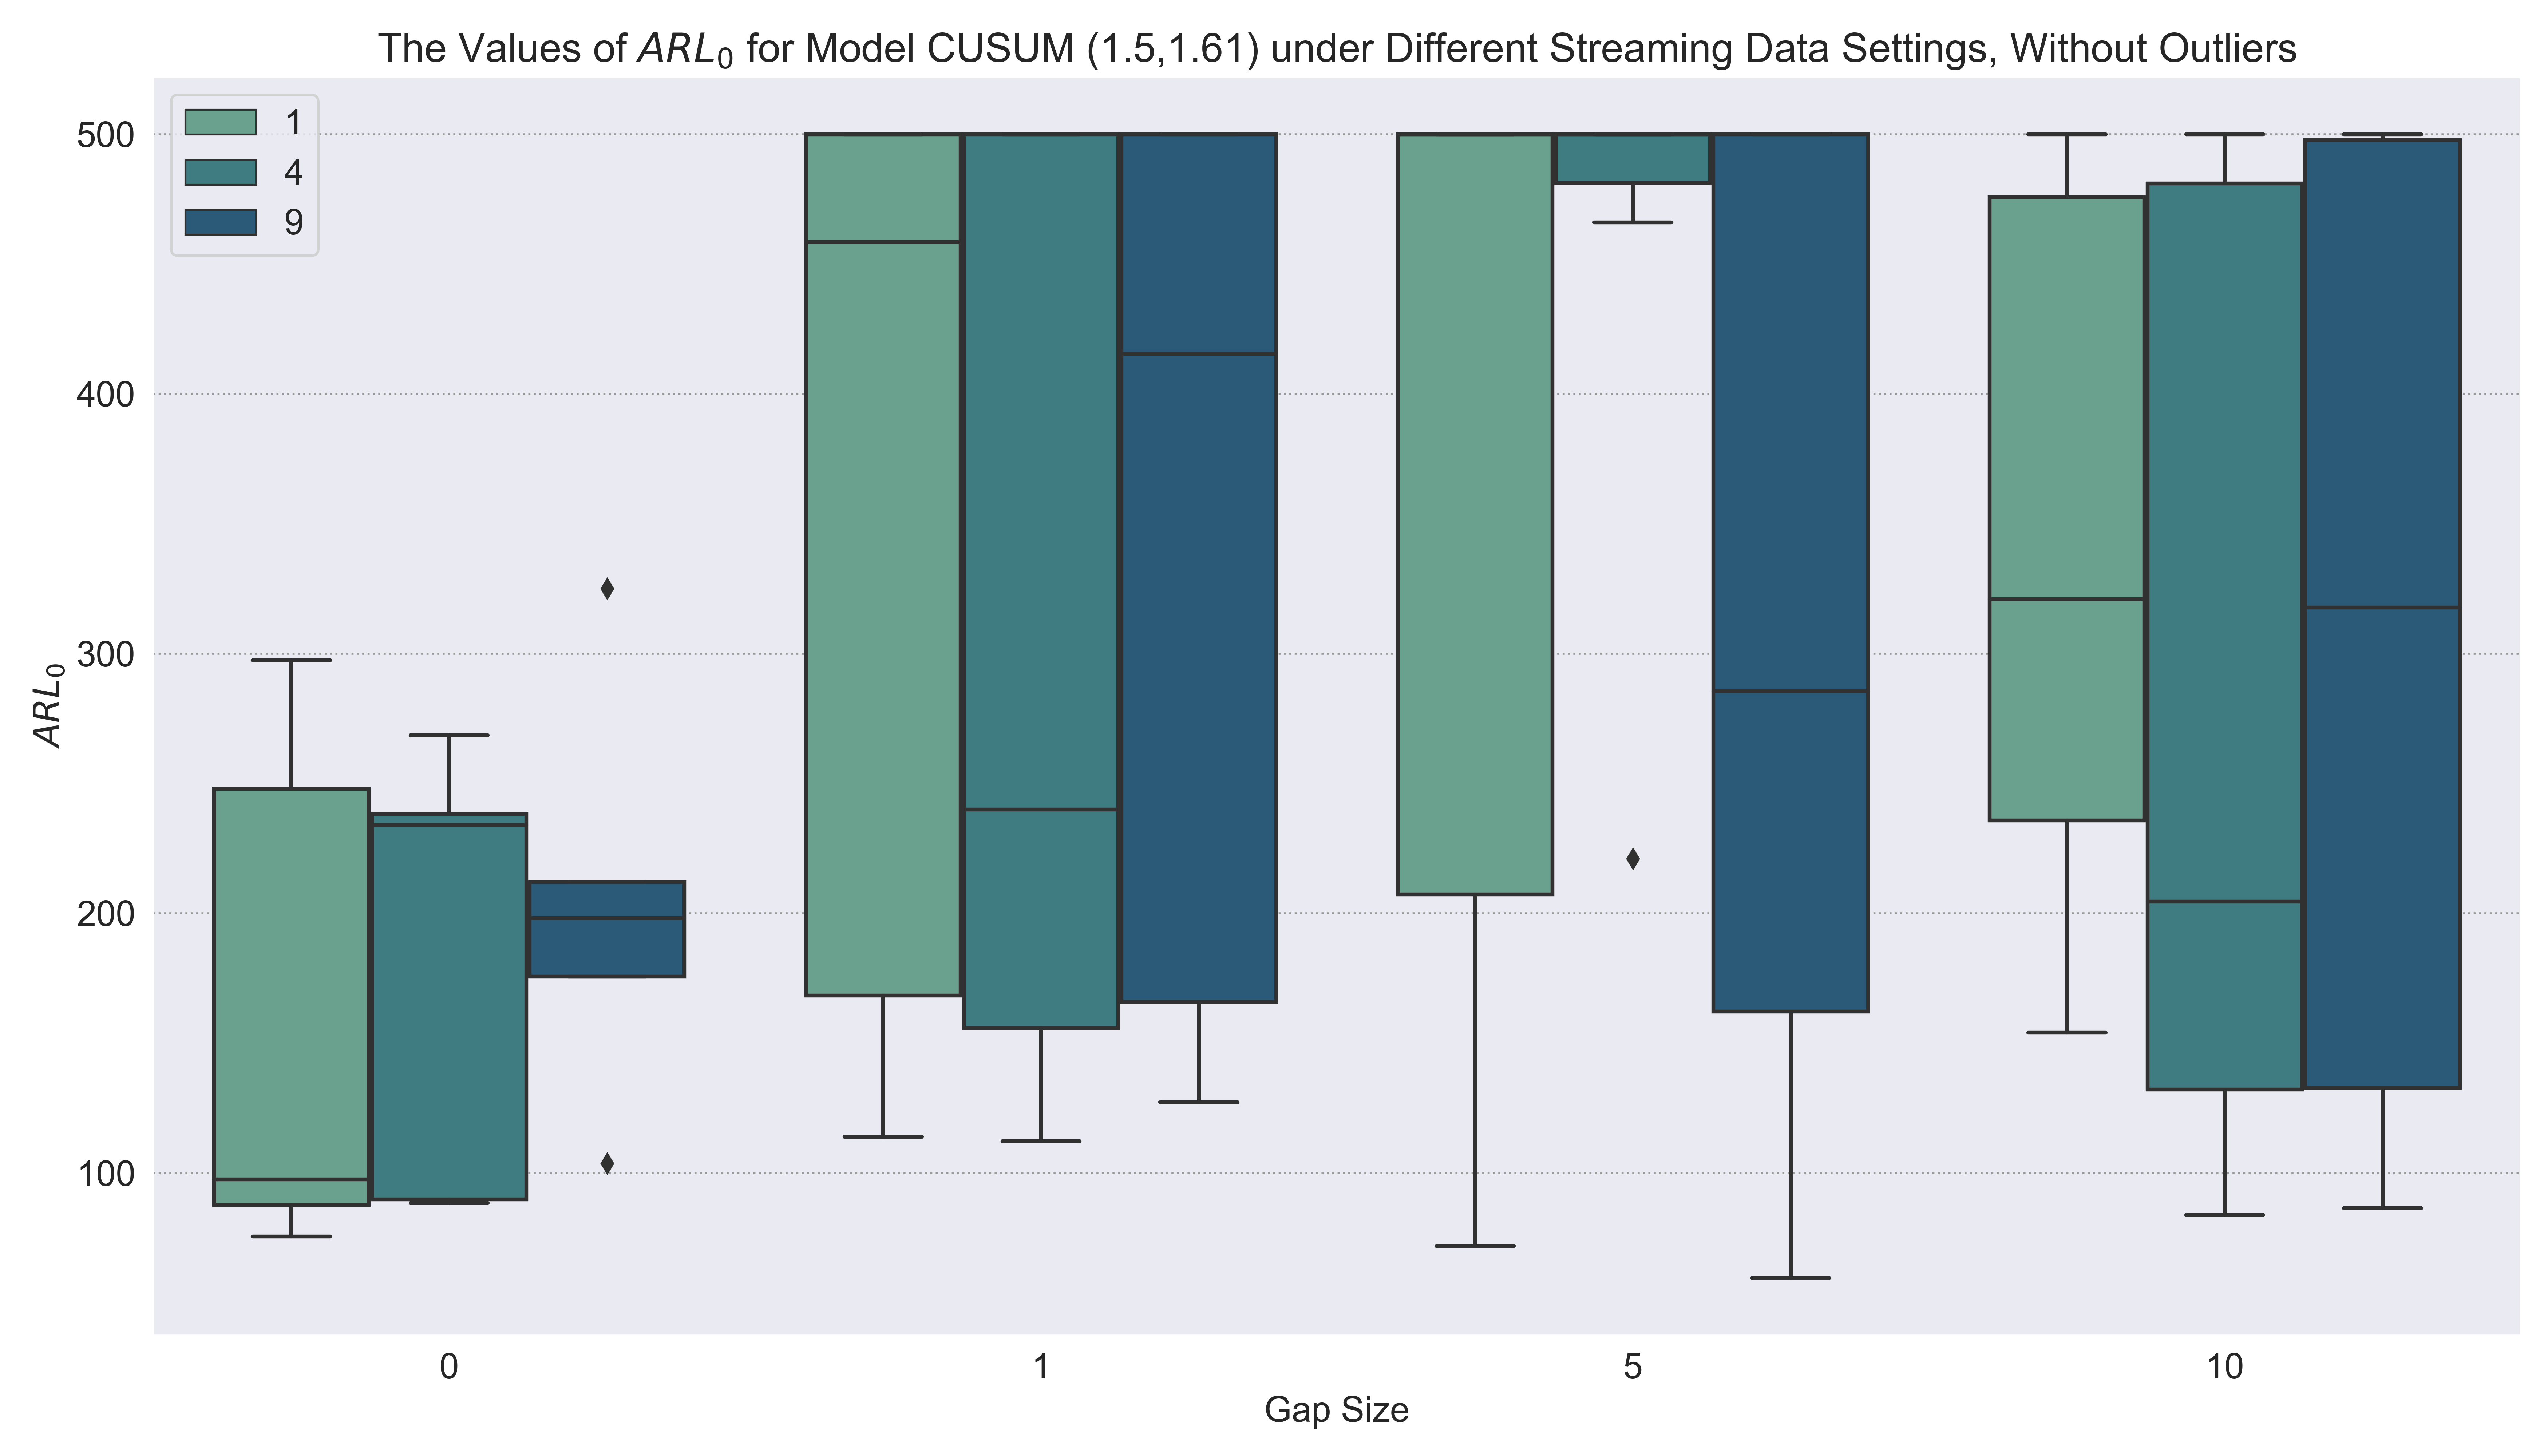 The Values of ARL₀ for Model CUSUM (1.5,1.61) under Different Streaming Data Settings, Without Outliers
1
4
9
500
400
300
200
100
ARL₀
0 1 5 10
Gap Size